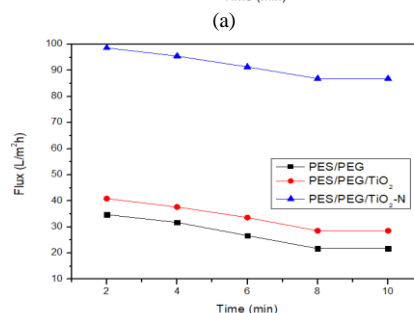 (a)
Flux (L/m²h)
100
90
80
70
60
50
40
30
20
10
PES/PEG
PES/PEG/TiO₂
PES/PEG/TiO₂-N
2 4 6 8 10
Time (min)